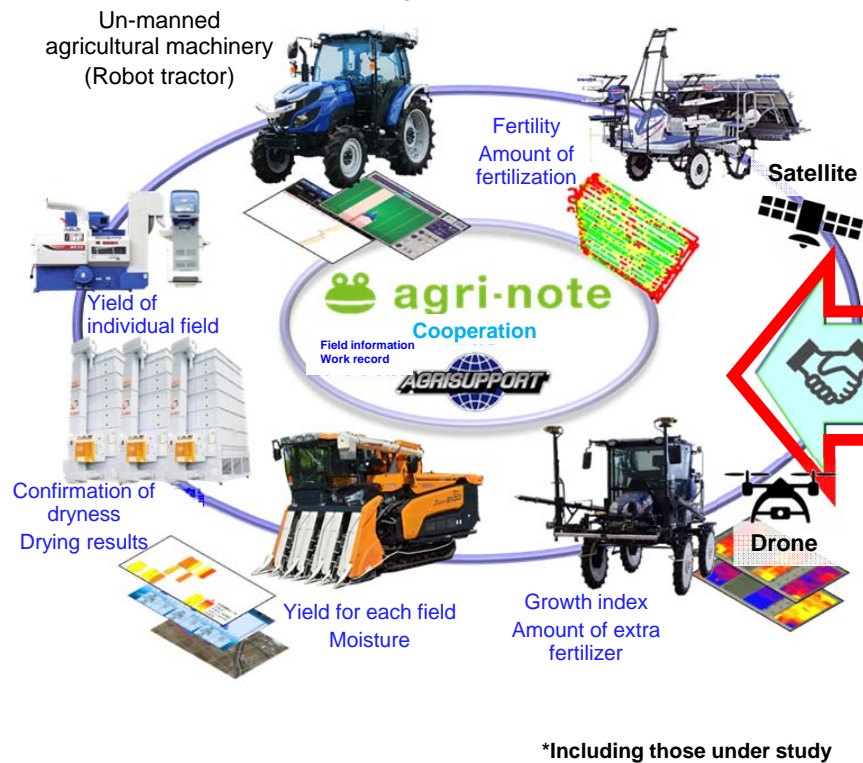 Un-manned
agricultural machinery
(Robot tractor)
Fertility
Amount of
fertilization
Satellite
Yield of
individual field
agri-note
Cooperation
Field information
Work record
AGRISUPPORT
Confirmation of
dryness
Drying results
Drone
Yield for each field
Moisture
Growth index
Amount of extra
fertilizer
*Including those under study